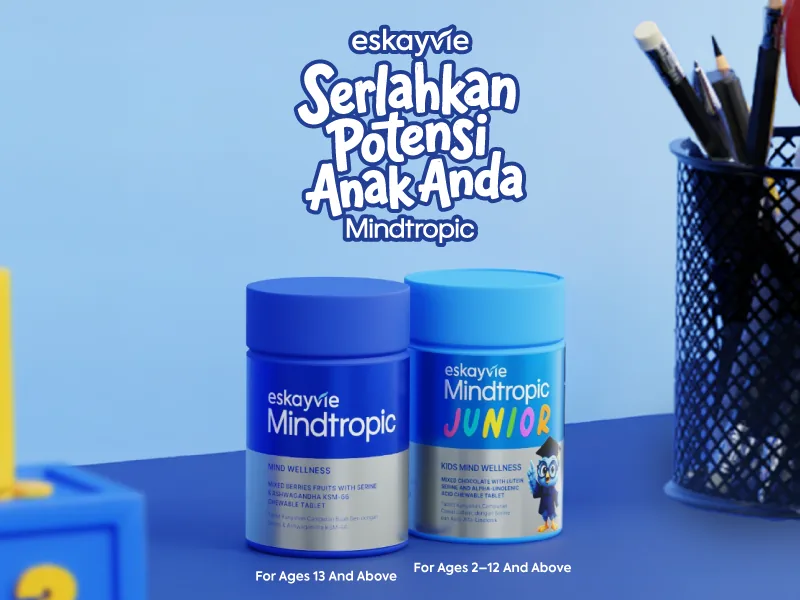 eskayvie
Serlahkan
Potensi
Anak Anda
Mindtropic
eskayvie
Mindtropic
MIND WELLNESS
MIXED BERRIES FRUITS WITH SERINE
& ASHWAGANDHA KSM-66
CHEWABLE TABLET
eskayvie
Mindtropic
JUNIOR
KIDS MIND WELLNESS
MIXED CHOCOLATE WITH LUTEIN
SERINE AND ALPHA-LINOLENIC
ACID CHEWABLE TABLET
For Ages 13 And Above
For Ages 2–12 And Above